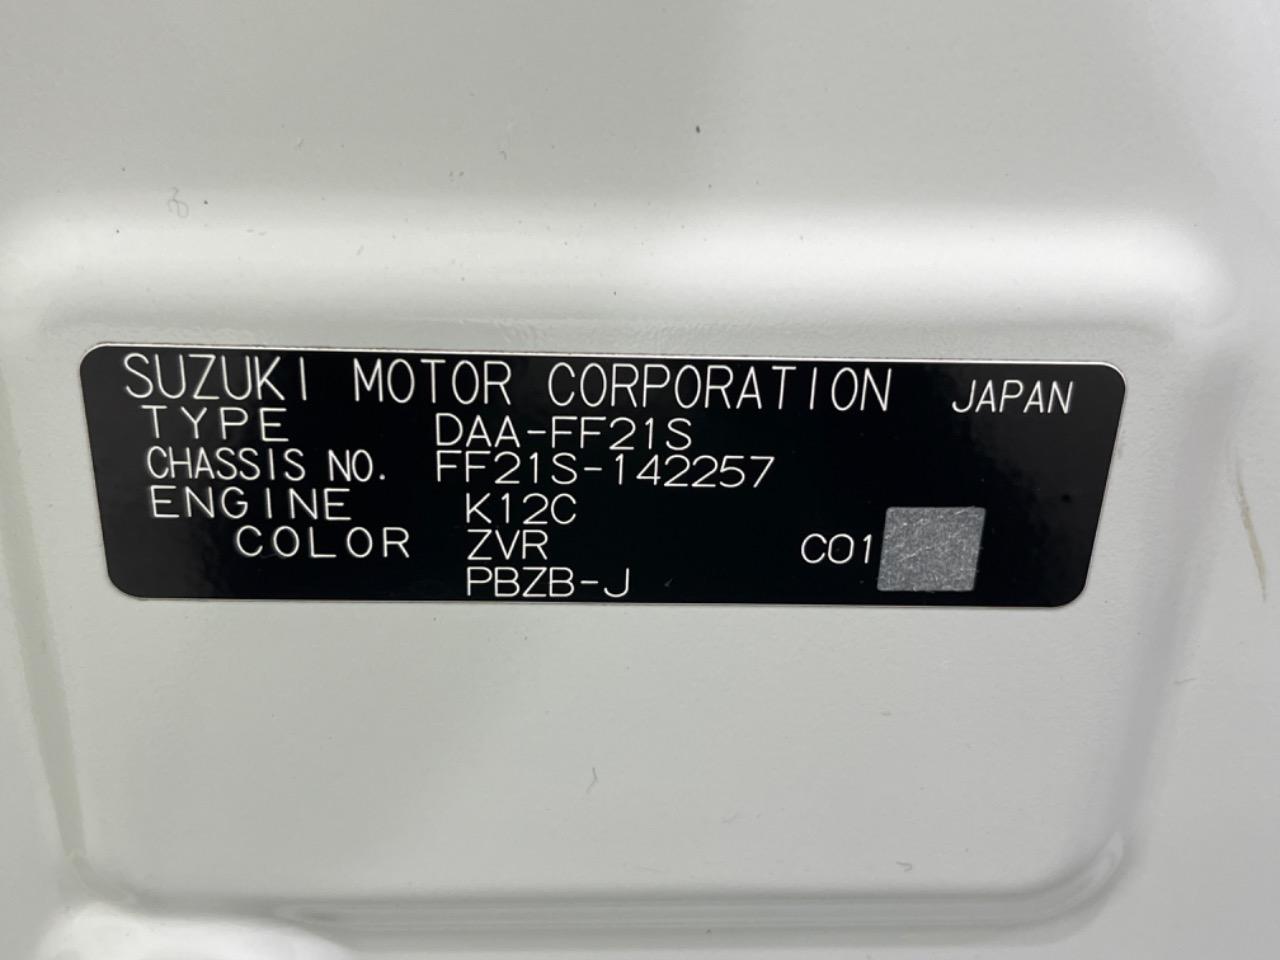 SUZUKI MOTOR CORPORATION JAPAN
TYPE DAA-FF21S
CHASSIS NO. FF21S-142257
ENGINE K12C
COLOR ZVR C01
PBZB-J